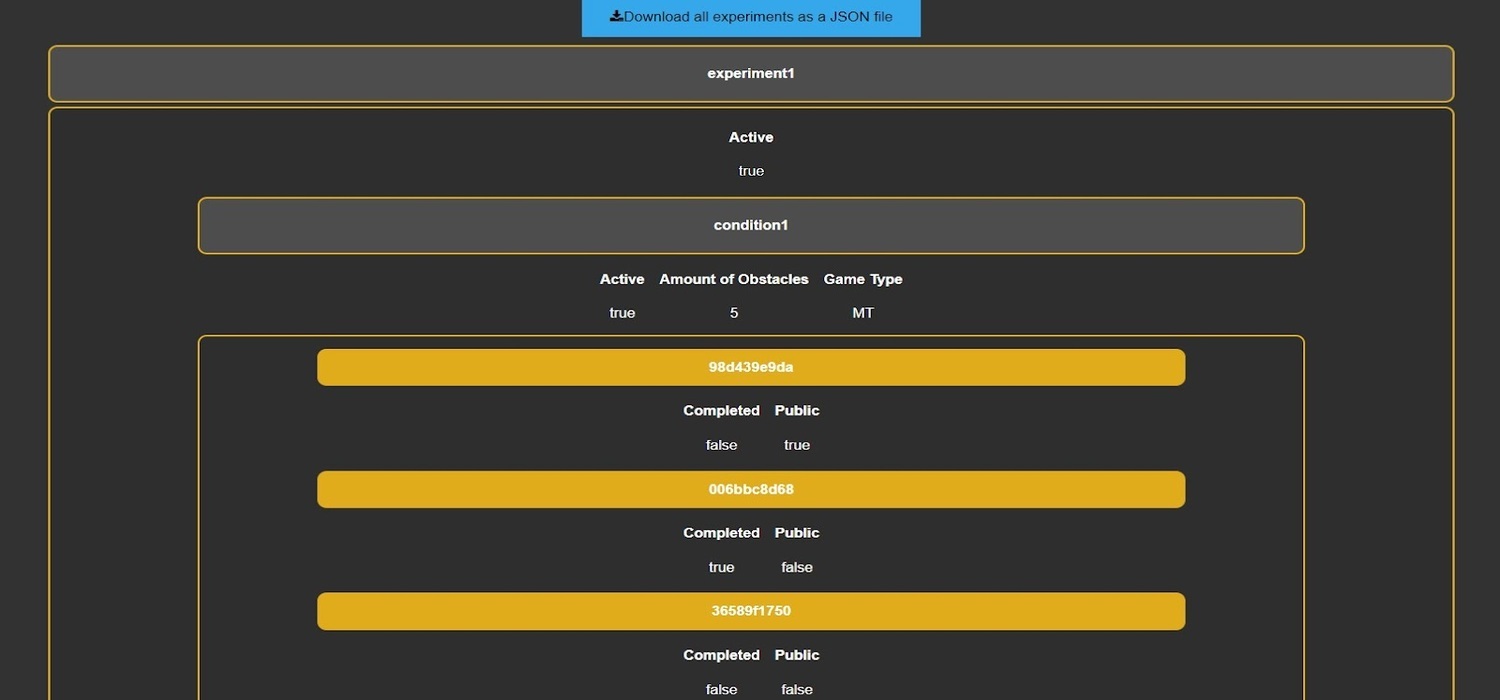 Download all experiments as a JSON file
experiment1
Active
true
condition1
Active Amount of Obstacles Game Type
true 5 MT
98d439e9da
Completed Public
false true
006bbc8d68
Completed Public
true false
36589f1750
Completed Public
false false